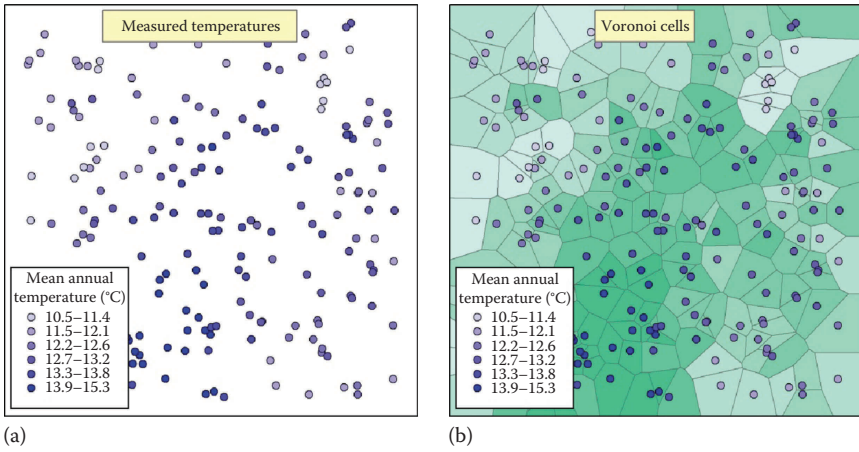 Measured temperatures
Mean annual
temperature (°C)
10.5–11.4
11.5–12.1
12.2–12.6
12.7–13.2
13.3–13.8
13.9–15.3
(a)
Voronoi cells
Mean annual
temperature (°C)
10.5–11.4
11.5–12.1
12.2–12.6
12.7–13.2
13.3–13.8
13.9–15.3
(b)